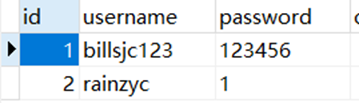 id username password
1 billsjc123 123456
2 rainzyc 1